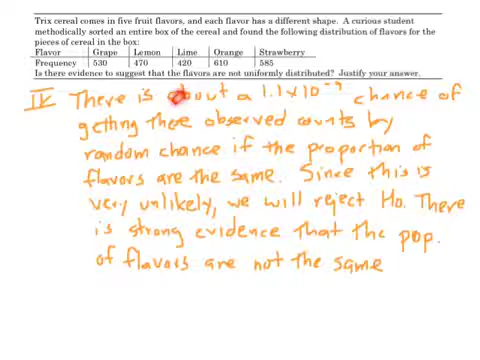 Trix cereal comes in five fruit flavors, and each flavor has a different shape. A curious student
methodically sorted an entire box of the cereal and found the following distribution of flavors for the
pieces of cereal in the box:
Flavor Grape Lemon Lime Orange Strawberry
Frequency 530 470 420 610 585
Is there evidence to suggest that the flavors are not uniformly distributed? Justify your answer.
IV There is about a 1.1x10⁻⁹ chance of
getting these observed counts by
random chance if the proportion of
flavors are the same. Since this is
very unlikely, we will reject Ho. There
is strong evidence that the pop.
of flavors are not the same